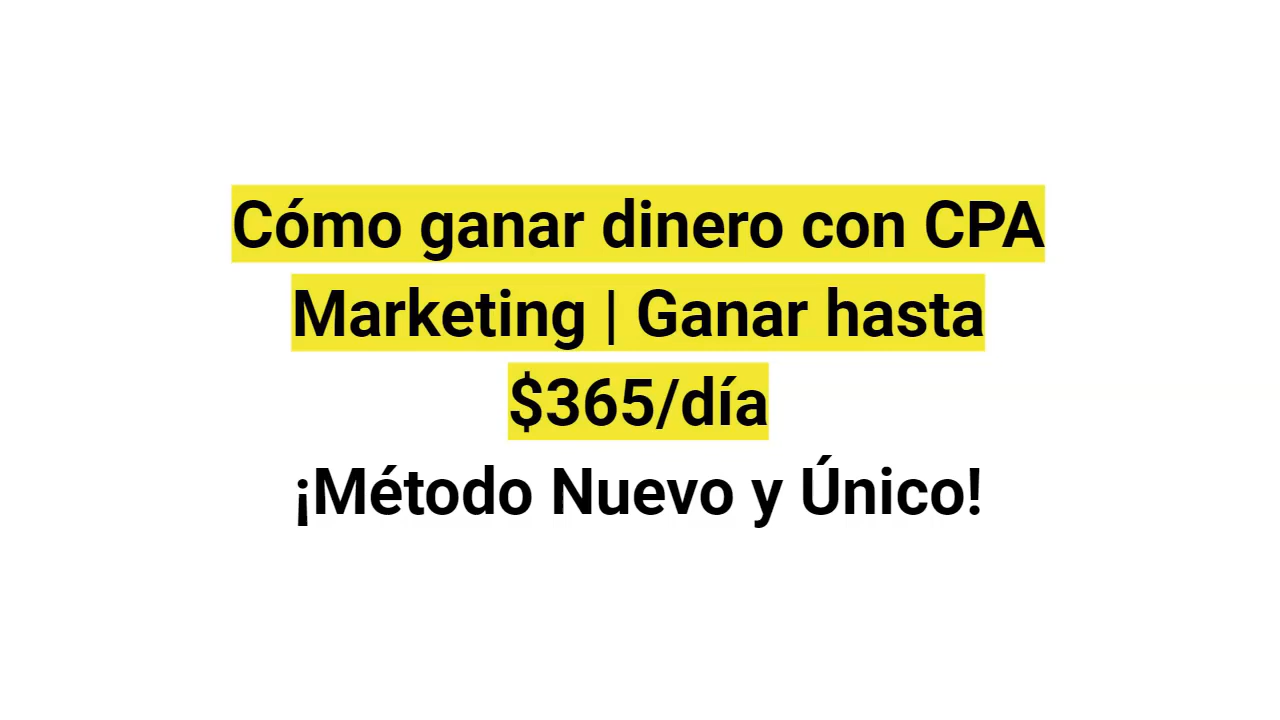 Cómo ganar dinero con CPA
Marketing | Ganar hasta
$365/día
¡Método Nuevo y Único!